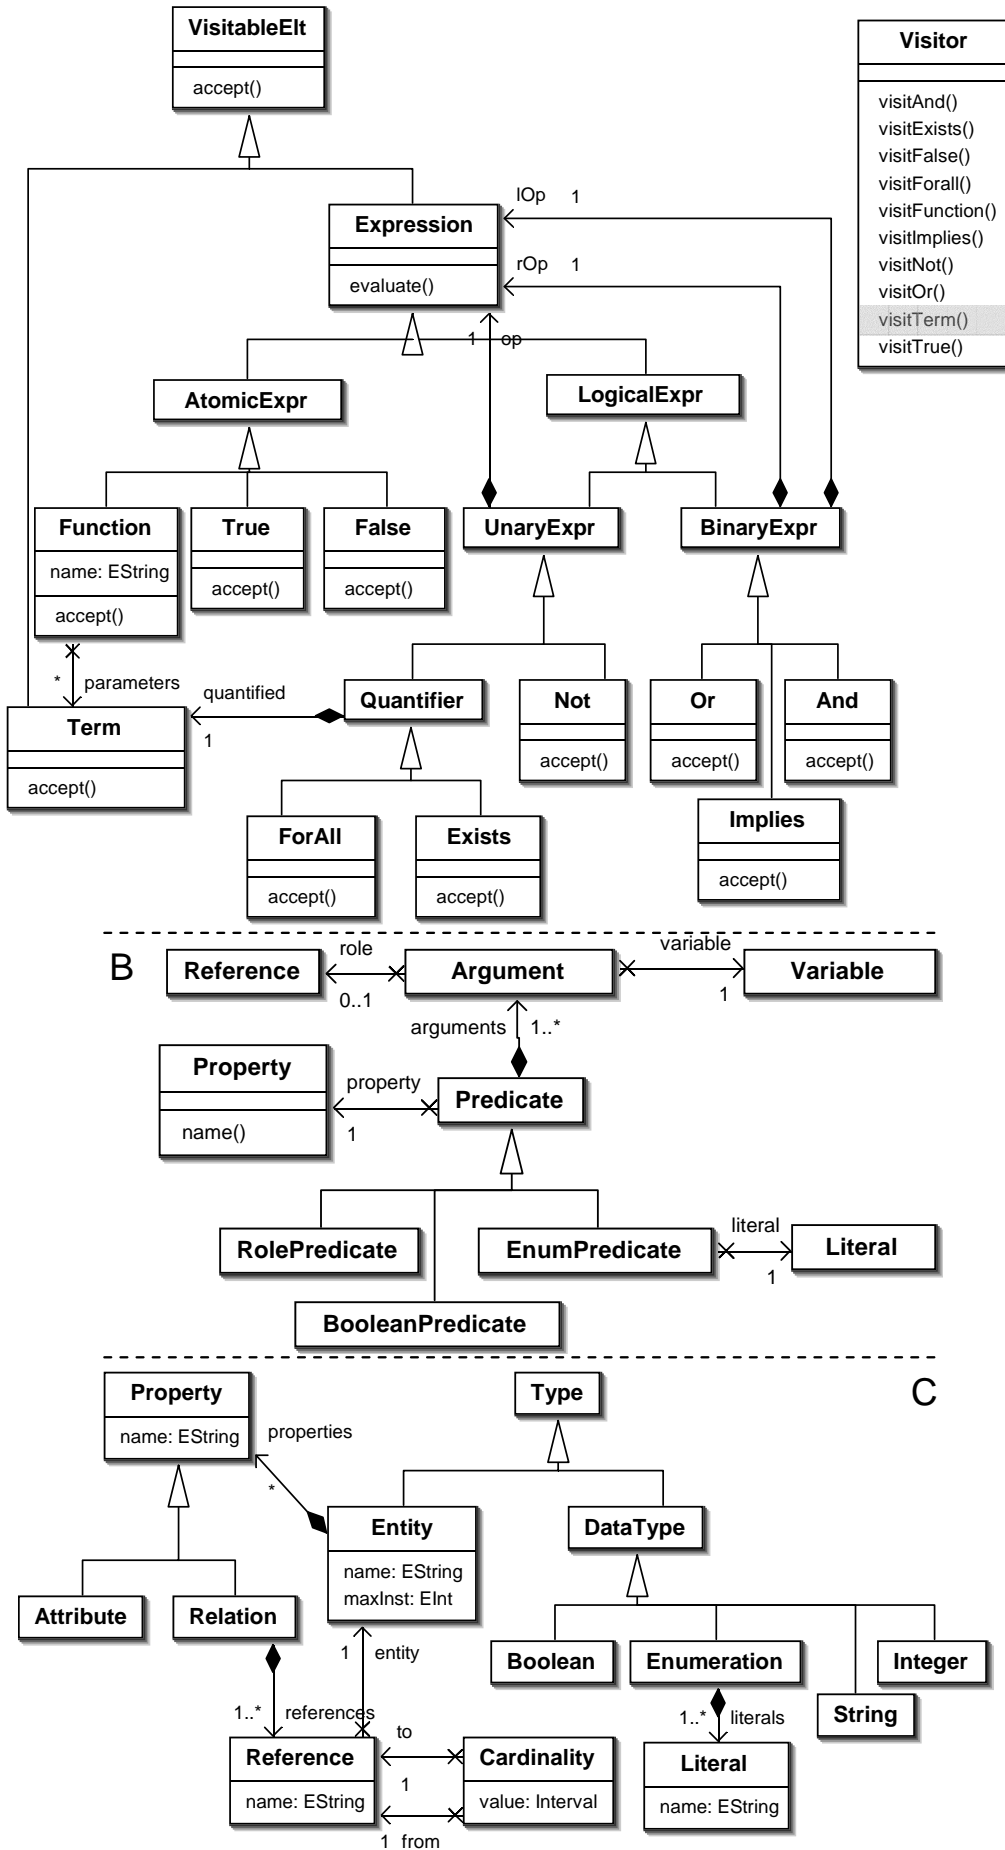 VisitableElt
accept()
Visitor
visitAnd()
visitExists()
visitFalse()
visitForall()
visitFunction()
visitImplies()
visitNot()
visitOr()
visitTerm()
visitTrue()
lOp 1
Expression
evaluate()
rOp 1
1 op
AtomicExpr
LogicalExpr
Function
name: EString
accept()
True
accept()
False
accept()
UnaryExpr
BinaryExpr
* parameters
quantified
1
Term
accept()
Quantifier
Not
accept()
Or
accept()
And
accept()
ForAll
accept()
Exists
accept()
Implies
accept()
B
Reference
role
0..1
Argument
variable
1
Variable
arguments 1..*
Property
name()
property
1
Predicate
RolePredicate
EnumPredicate
literal
1
Literal
BooleanPredicate
C
Property
name: EString
properties
*
Type
Entity
name: EString
maxInst: EInt
DataType
Attribute
Relation
1 entity
Boolean
Enumeration
Integer
String
1..* references
1..* literals
Reference
name: EString
to
1
1 from
Cardinality
value: Interval
Literal
name: EString